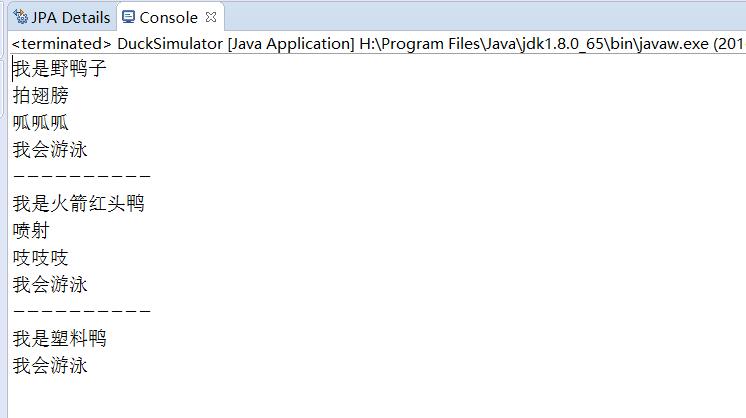 JPA Details Console
<terminated> DuckSimulator [Java Application] H:\Program Files\Java\jdk1.8.0_65\bin\javaw.exe (201
我是野鸭子
拍翅膀
呱呱呱
我会游泳
----------
我是火箭红头鸭
喷射
吱吱吱
我会游泳
----------
我是塑料鸭
我会游泳